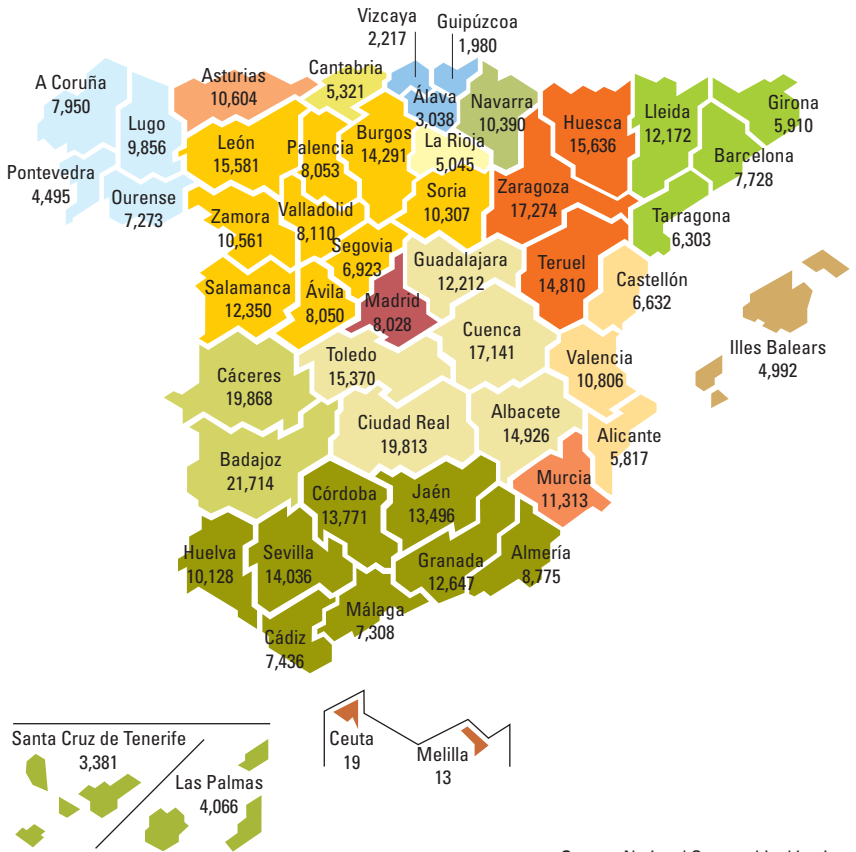 Vizcaya
2,217
Guipúzcoa
1,980
Cantabria
5,321
A Coruña
7,950
Asturias
10,604
Álava
3,038
Navarra
10,390
Lugo
9,856
Huesca
15,636
Lleida
12,172
Girona
5,910
León
15,581
Palencia
8,053
Burgos
14,291
La Rioja
5,045
Barcelona
7,728
Pontevedra
4,495
Ourense
7,273
Soria
10,307
Zaragoza
17,274
Zamora
10,561
Valladolid
8,110
Tarragona
6,303
Segovia
6,923
Guadalajara
12,212
Teruel
14,810
Castellón
6,632
Salamanca
12,350
Ávila
8,050
Madrid
8,028
Cuenca
17,141
Illes Balears
4,992
Toledo
15,370
Valencia
10,806
Cáceres
19,868
Ciudad Real
19,813
Albacete
14,926
Alicante
5,817
Badajoz
21,714
Murcia
11,313
Córdoba
13,771
Jaén
13,496
Huelva
10,128
Sevilla
14,036
Granada
12,647
Almería
8,775
Málaga
7,308
Cádiz
7,436
Santa Cruz de Tenerife
3,381
Las Palmas
4,066
Ceuta
19
Melilla
13